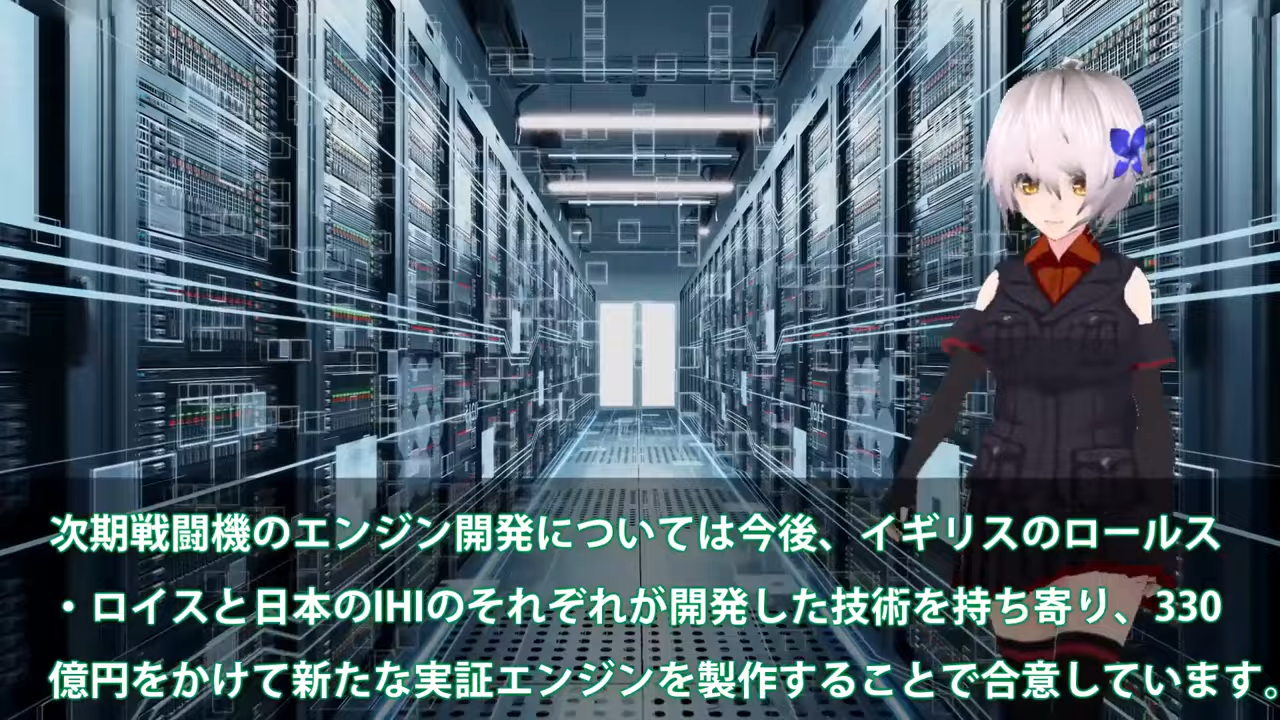 次期戦闘機のエンジン開発については今後、イギリスのロールス
・ロイスと日本のIHIのそれぞれが開発した技術を持ち寄り、330
億円をかけて新たな実証エンジンを製作することで合意しています。